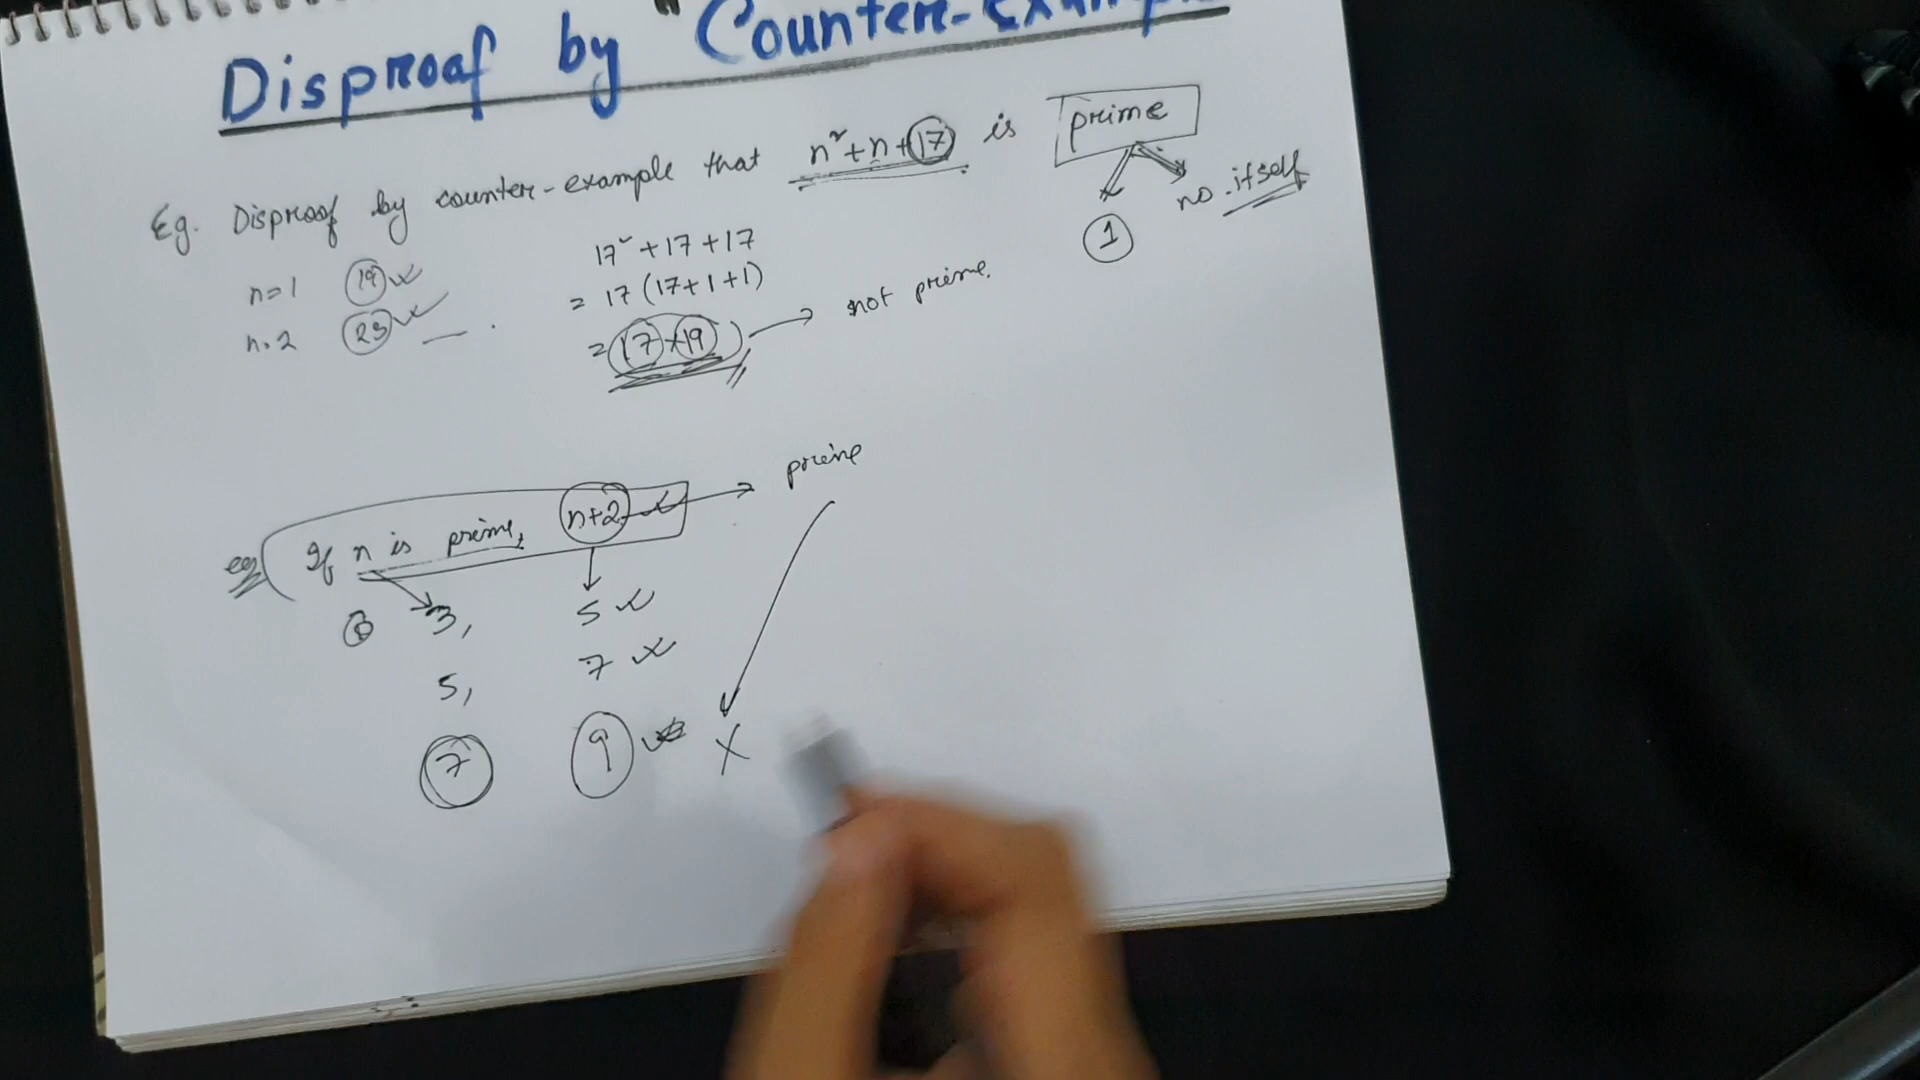 Disproof by "Counter-Example
Eg. Disproof by counter-example that n²+n+17 is prime
1 no. itself
n=1 19 17²+17+17
n=2 23 = 17(17+1+1)
= (17×19) → not prime.
eg If n is prime, n+2 → prime
3, 5
5, 7
7 9 X